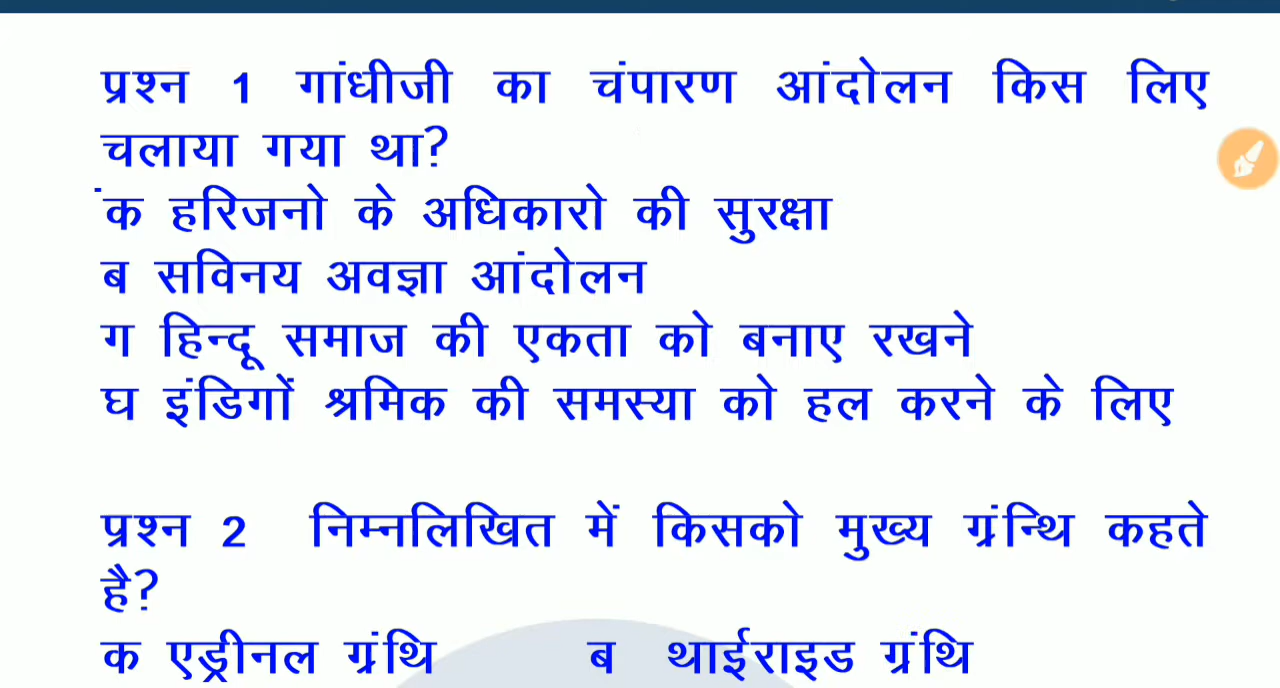 प्रश्न 1 गांधीजी का चंपारण आंदोलन किस लिए
चलाया गया था?
क हरिजनो के अधिकारो की सुरक्षा
ब सविनय अवज्ञा आंदोलन
ग हिन्दू समाज की एकता को बनाए रखने
घ इंडिगों श्रमिक की समस्या को हल करने के लिए
प्रश्न 2 निम्नलिखित में किसको मुख्य ग्रंन्थि कहते
है?
क एड्रीनल ग्रंथि ब थाईराइड ग्रंथि